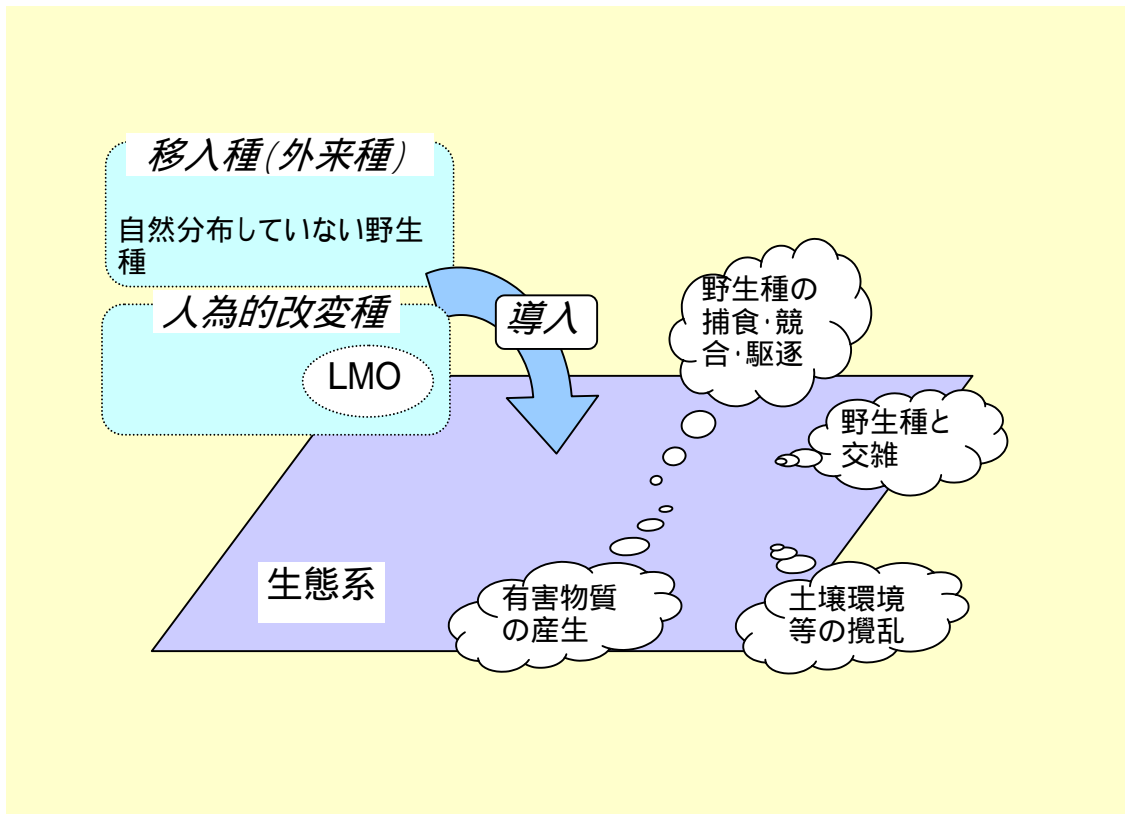 移入種(外来種)
自然分布していない野生
種
人為的改変種
LMO
導入
野生種の
捕食･競
合･駆逐
野生種と
交雑
生態系
有害物質
の産生
土壌環境
等の攪乱